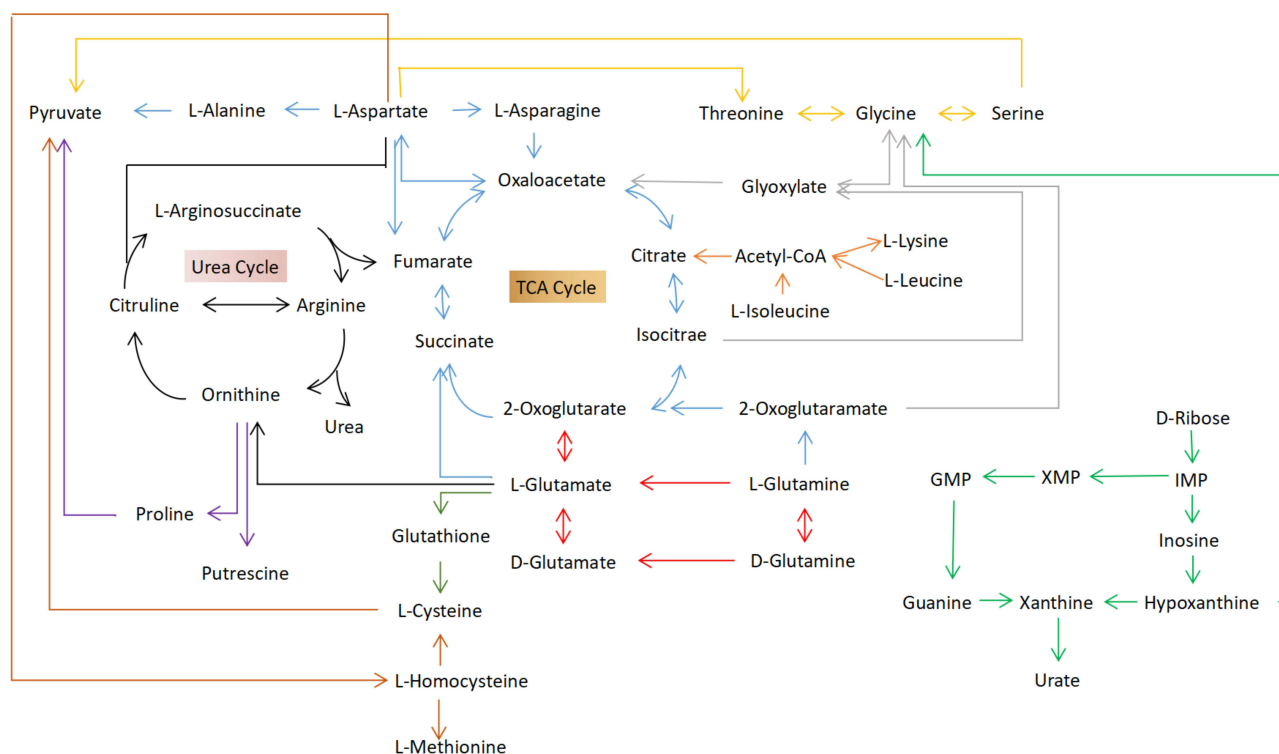 Pyruvate
L-Alanine
L-Aspartate
L-Asparagine
Threonine
Glycine
Serine
Oxaloacetate
Glyoxylate
L-Arginosuccinate
Urea Cycle
Fumarate
TCA Cycle
Citrate
Acetyl-CoA
L-Lysine
L-Leucine
Citruline
Arginine
L-Isoleucine
Succinate
Isocitrae
Ornithine
Urea
2-Oxoglutarate
2-Oxoglutaramate
D-Ribose
L-Glutamate
L-Glutamine
GMP
XMP
IMP
Proline
Glutathione
Inosine
Putrescine
D-Glutamate
D-Glutamine
L-Cysteine
Guanine
Xanthine
Hypoxanthine
L-Homocysteine
Urate
L-Methionine